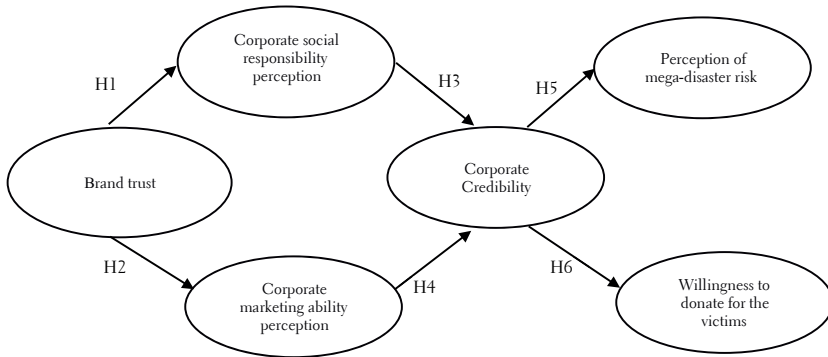 Corporate social
responsibility
perception
Perception of
mega-disaster risk
H1
H3
H5
Brand trust
Corporate
Credibility
H2
H4
H6
Corporate
marketing ability
perception
Willingness to
donate for the
victims